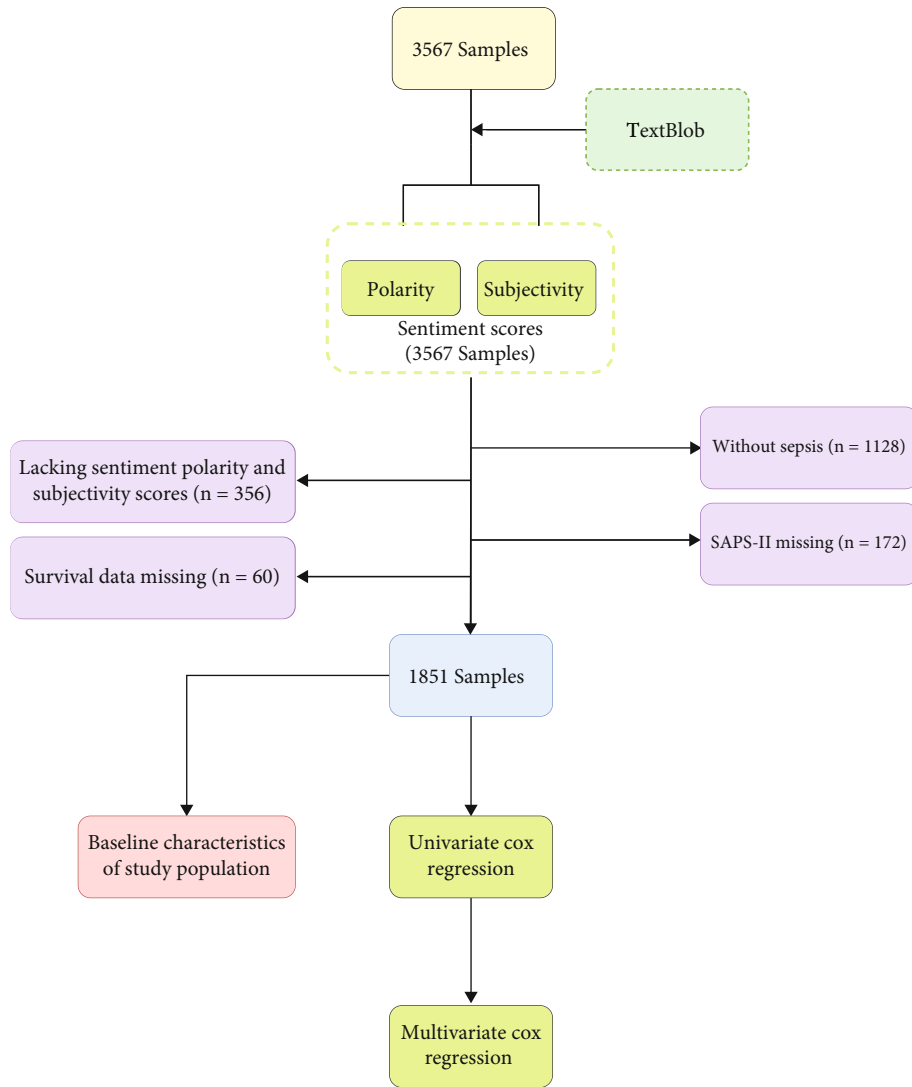 3567 Samples
TextBlob
Polarity
Subjectivity
Sentiment scores
(3567 Samples)
Without sepsis (n = 1128)
Lacking sentiment polarity and
subjectivity scores (n = 356)
SAPS-II missing (n = 172)
Survival data missing (n = 60)
1851 Samples
Baseline characteristics
of study population
Univariate cox
regression
Multivariate cox
regression